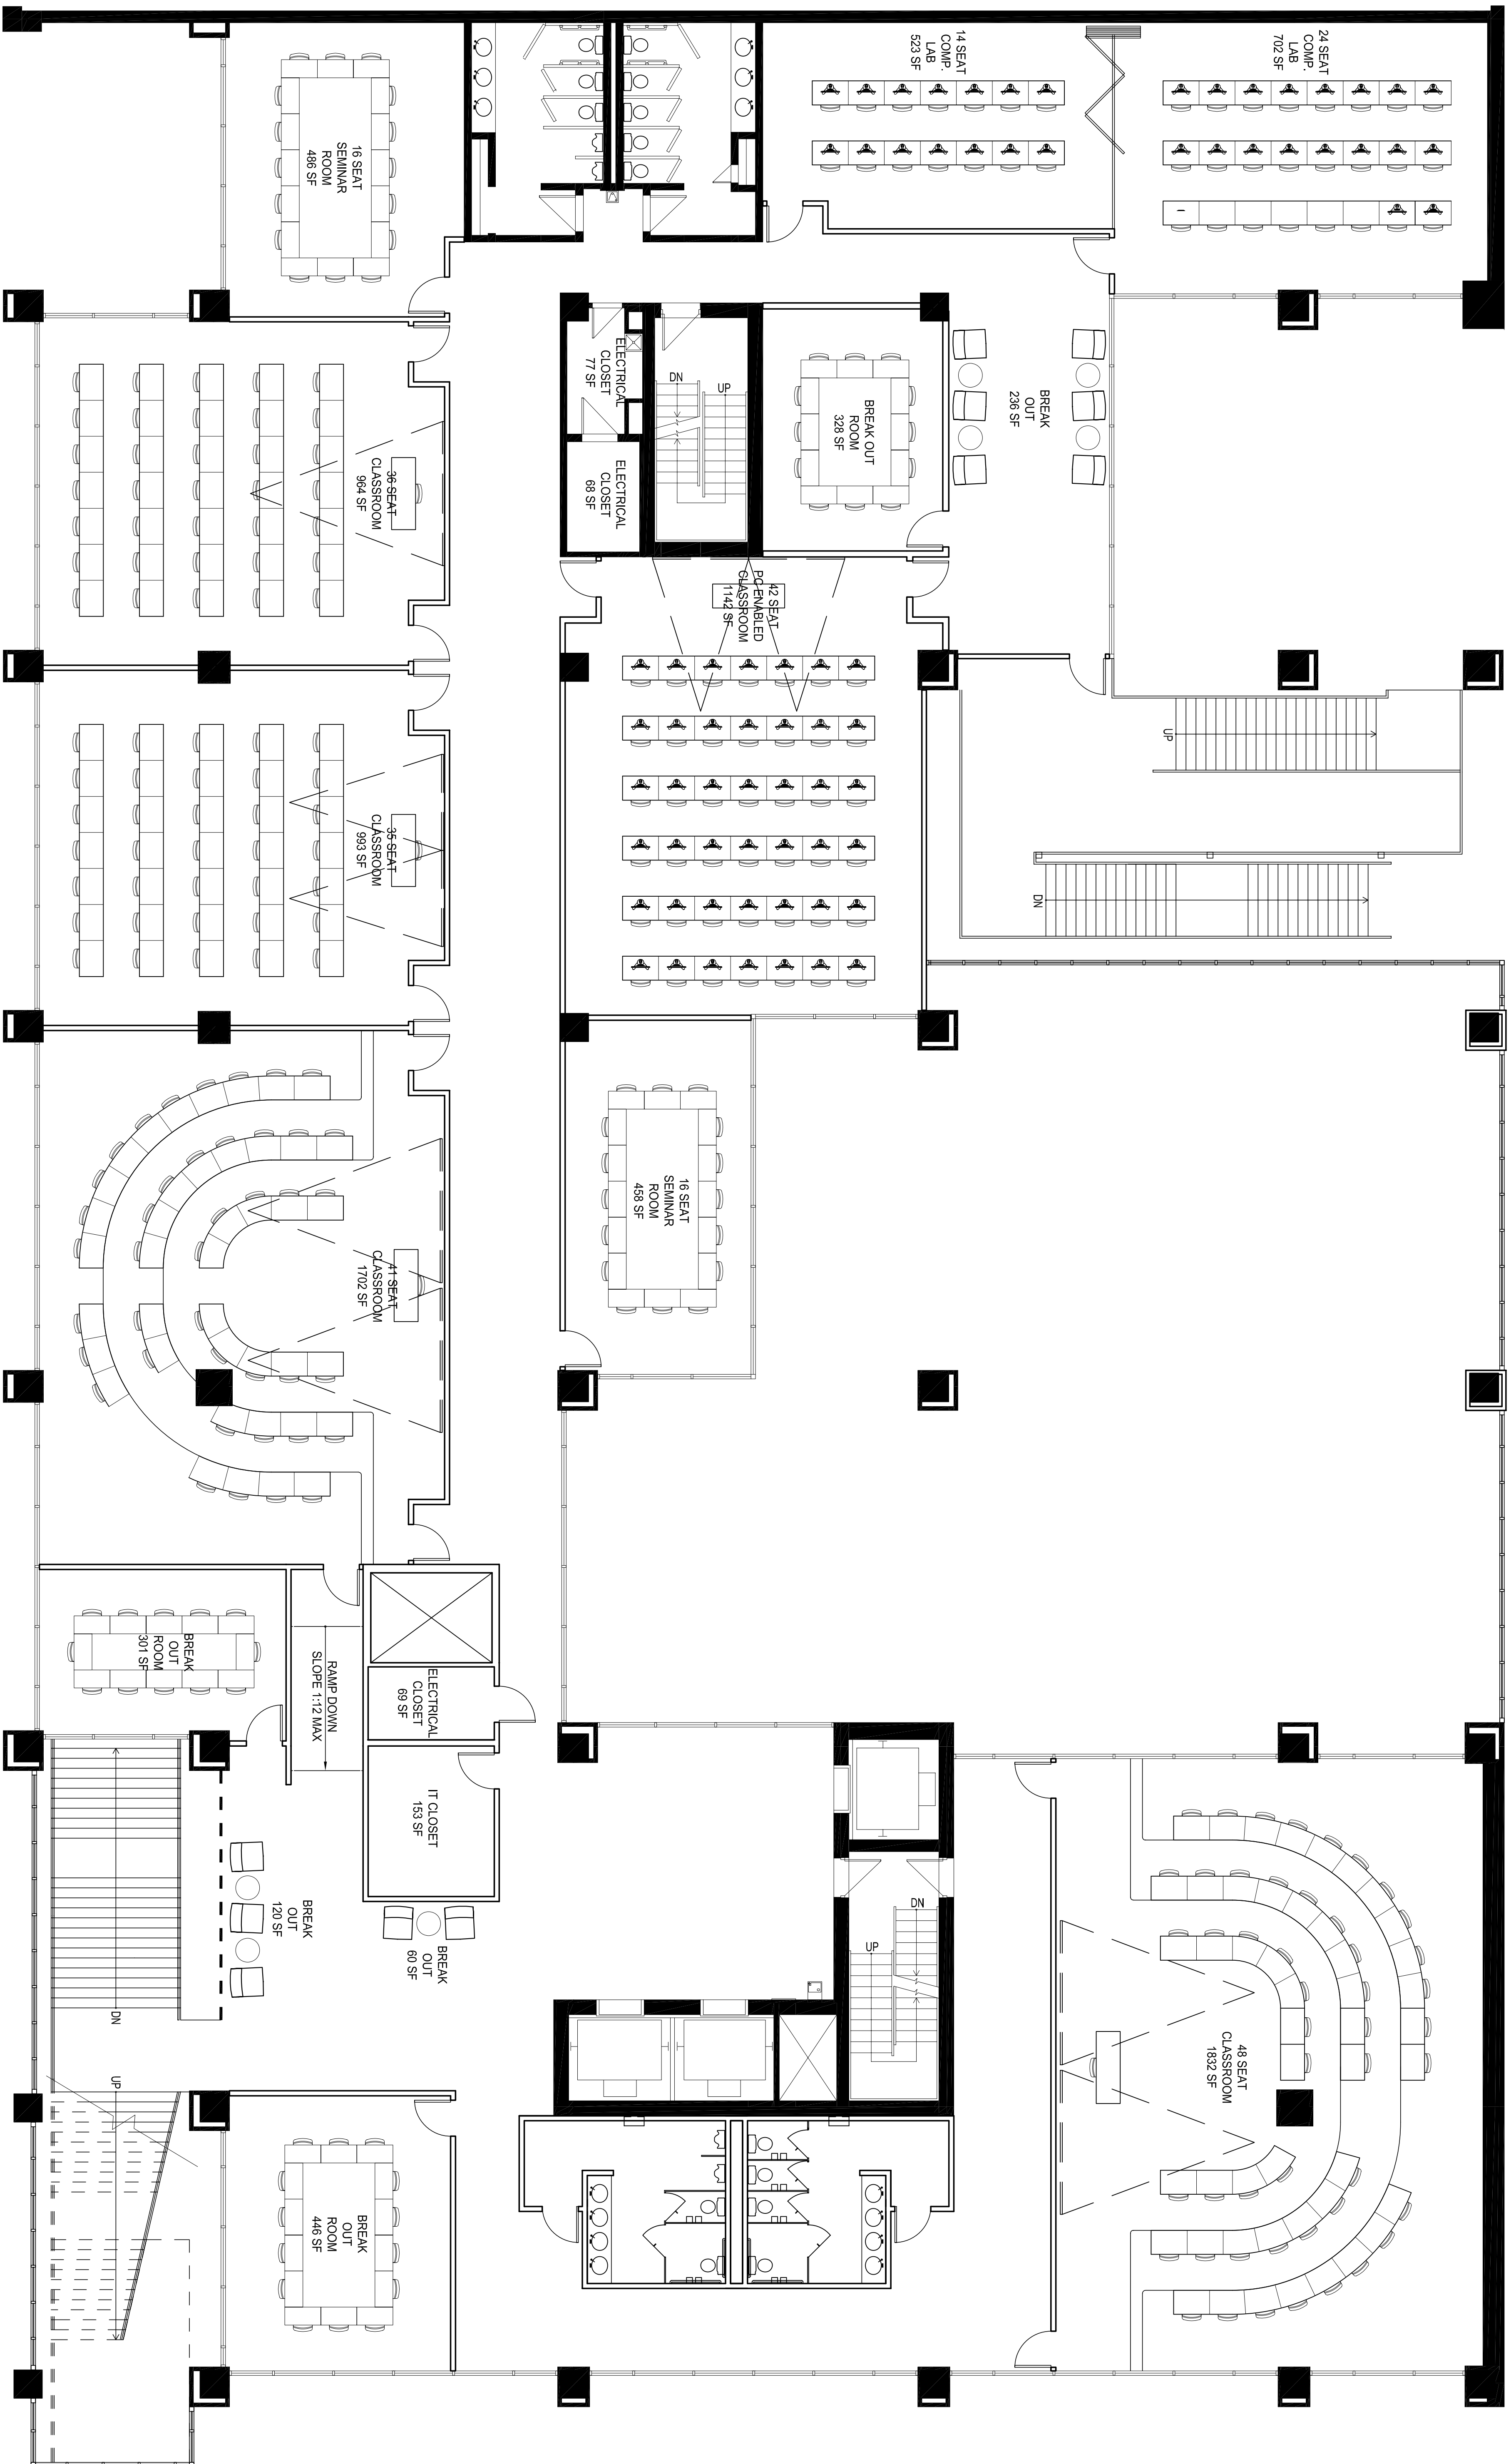 24 SEAT
COMP.
LAB
702 SF
14 SEAT
COMP.
LAB
523 SF
16 SEAT
SEMINAR
ROOM
486 SF
BREAK
OUT
236 SF
BREAK OUT
ROOM
328 SF
UP
DN
ELECTRICAL
CLOSET
77 SF
ELECTRICAL
CLOSET
68 SF
36 SEAT
CLASSROOM
964 SF
42 SEAT
PC ENABLED
CLASSROOM
1142 SF
UP
DN
35 SEAT
CLASSROOM
993 SF
16 SEAT
SEMINAR
ROOM
458 SF
41 SEAT
CLASSROOM
1702 SF
RAMP DOWN
SLOPE 1:12 MAX
BREAK
OUT
ROOM
301 SF
ELECTRICAL
CLOSET
69 SF
IT CLOSET
153 SF
BREAK
OUT
120 SF
BREAK
OUT
60 SF
DN
UP
DN
UP
48 SEAT
CLASSROOM
1832 SF
BREAK
OUT
ROOM
446 SF